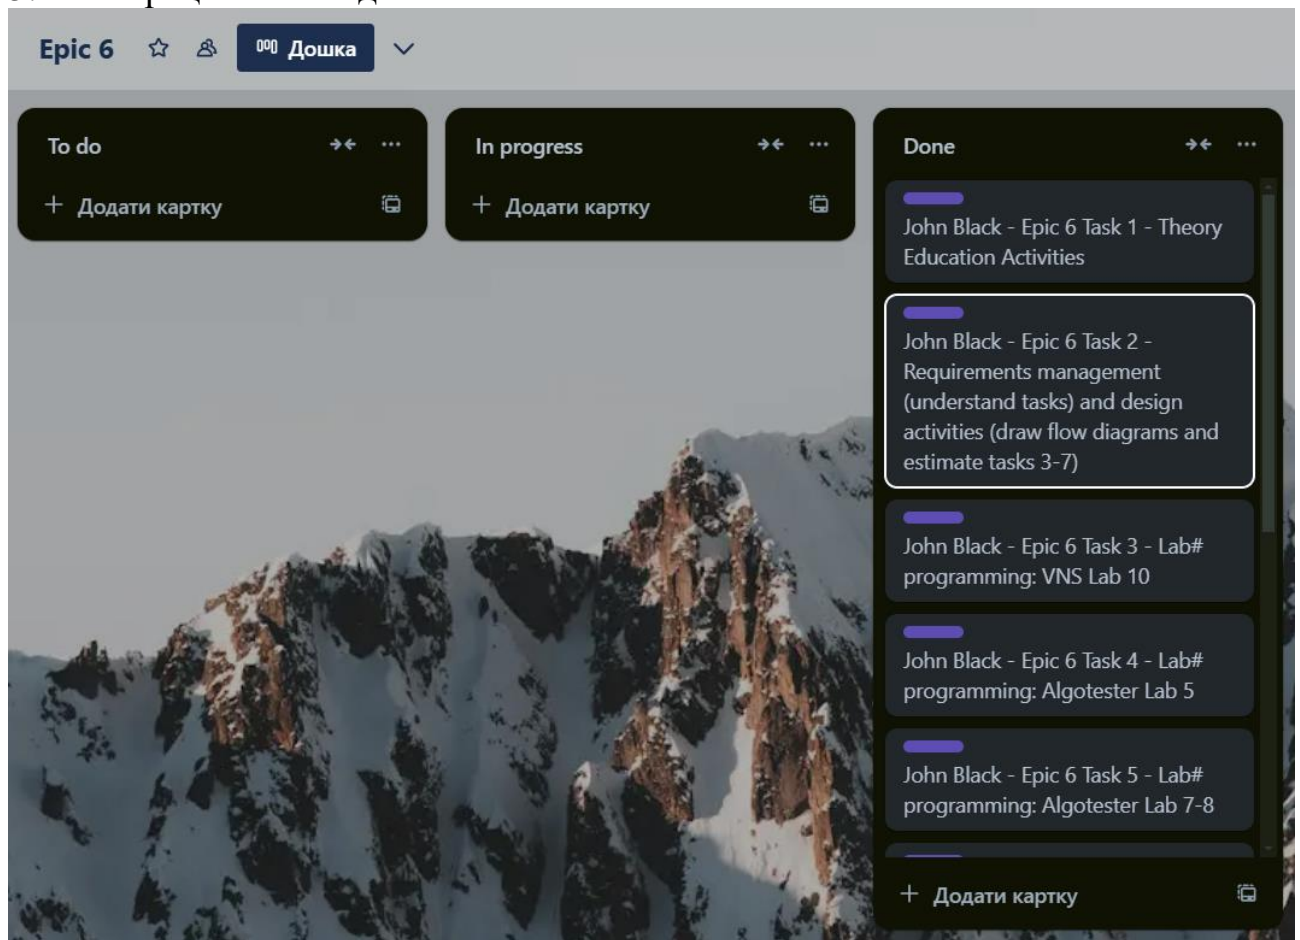 Epic 6
Дошка
To do
Додати картку
In progress
Додати картку
Done
John Black - Epic 6 Task 1 - Theory
Education Activities
John Black - Epic 6 Task 2 -
Requirements management
(understand tasks) and design
activities (draw flow diagrams and
estimate tasks 3-7)
John Black - Epic 6 Task 3 - Lab#
programming: VNS Lab 10
John Black - Epic 6 Task 4 - Lab#
programming: Algotester Lab 5
John Black - Epic 6 Task 5 - Lab#
programming: Algotester Lab 7-8
Додати картку